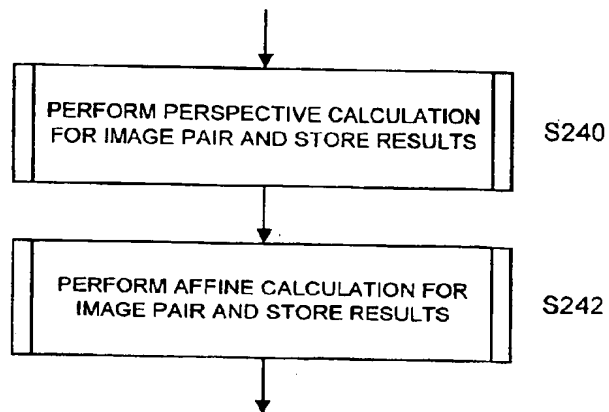 PERFORM PERSPECTIVE CALCULATION
FOR IMAGE PAIR AND STORE RESULTS
S240
PERFORM AFFINE CALCULATION FOR
IMAGE PAIR AND STORE RESULTS
S242